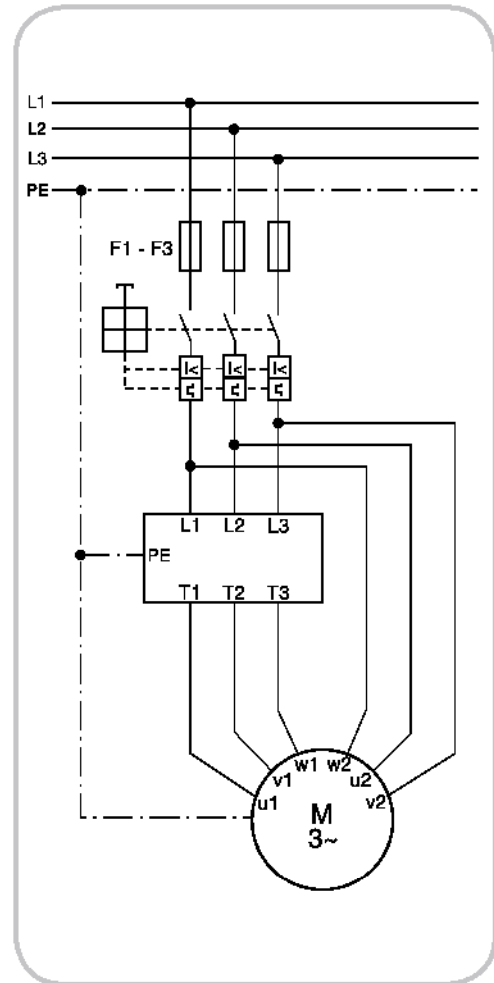 L1
L2
L3
PE
F1 - F3
I<
I<
I<
L1 L2 L3
PE
T1 T2 T3
u1 v1 w1 w2 u2 v2
M
3~